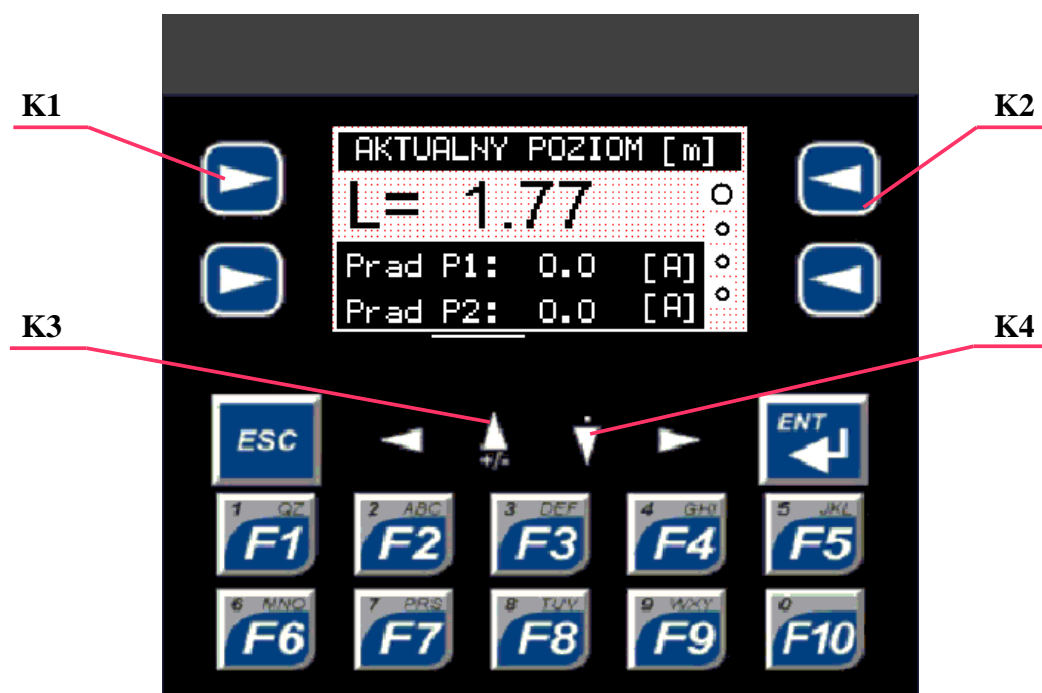 K1
K2
AKTUALNY POZIOM [m]
L= 1.77
Prad P1: 0.0 [A]
Prad P2: 0.0 [A]
K3
K4
ESC
+/-
ENT
1 QZ
F1
2 ABC
F2
3 DEF
F3
4 GHI
F4
5 JKL
F5
6 MNO
F6
7 PRS
F7
8 TUV
F8
9 WXY
F9
0
F10